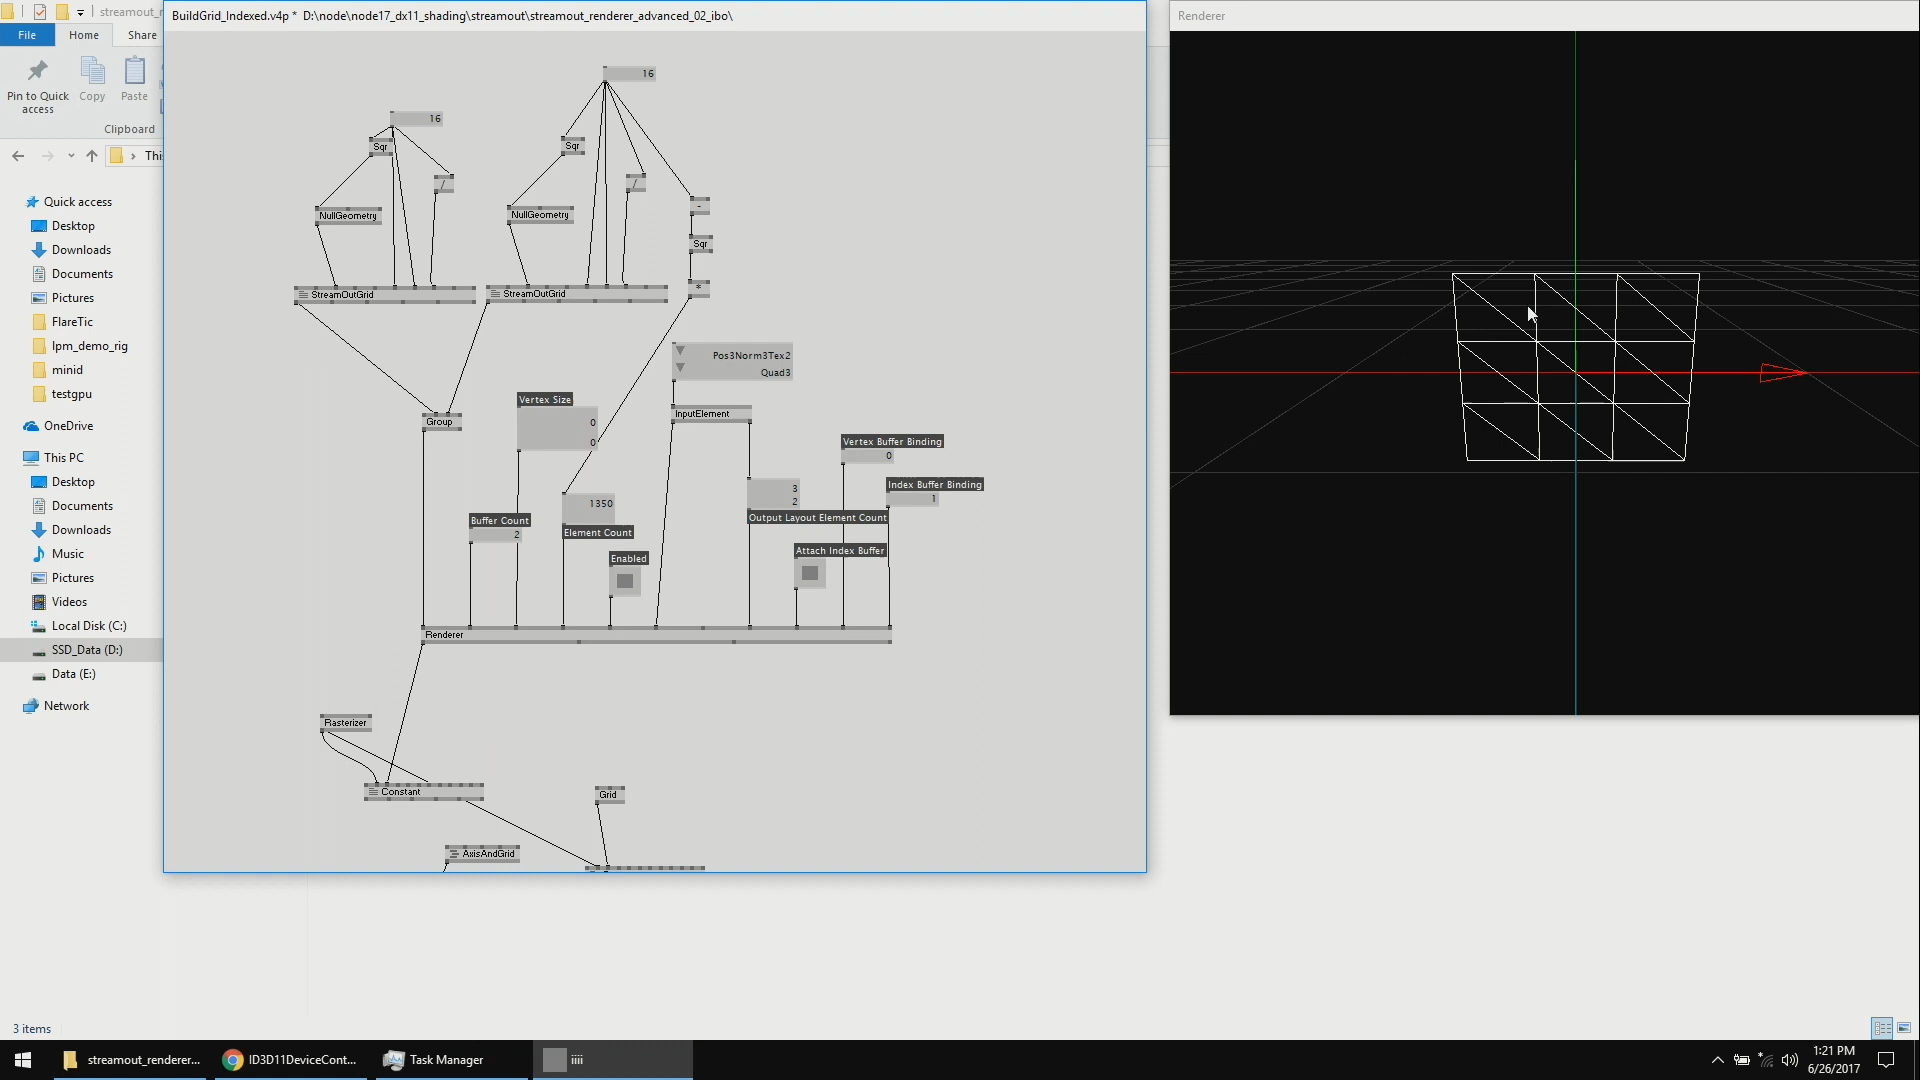 streamout_r
BuildGrid_Indexed.v4p * D:\node\node17_dx11_shading\streamout\streamout_renderer_advanced_02_ibo\
Renderer
File
Home
Share
Pin to Quick
access
Copy
Paste
Clipboard
Thi
Quick access
Desktop
Downloads
Documents
Pictures
FlareTic
lpm_demo_rig
minid
testgpu
OneDrive
This PC
Desktop
Documents
Downloads
Music
Pictures
Videos
Local Disk (C:)
SSD_Data (D:)
Data (E:)
Network
16
16
Sqr
Sqr
/
/
NullGeometry
NullGeometry
-
Sqr
*
StreamOutGrid
StreamOutGrid
Pos3Norm3Tex2
Quad3
Vertex Size
0
0
InputElement
Group
Vertex Buffer Binding
0
Index Buffer Binding
1
3
2
Output Layout Element Count
1350
Element Count
Buffer Count
2
Enabled
Attach Index Buffer
Renderer
Rasterizer
Constant
Grid
AxisAndGrid
3 items
streamout_renderer...
ID3D11DeviceCont...
Task Manager
iiii
1:21 PM
6/26/2017